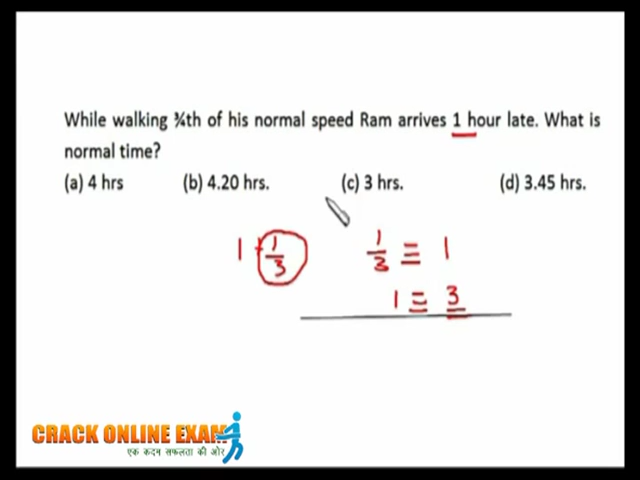 While walking ¾th of his normal speed Ram arrives 1 hour late. What is
normal time?
(a) 4 hrs (b) 4.20 hrs. (c) 3 hrs. (d) 3.45 hrs.
1 + 1/3 1/3 ≡ 1
1 ≡ 3
CRACK ONLINE EXAM
एक कदम सफलता की ओर